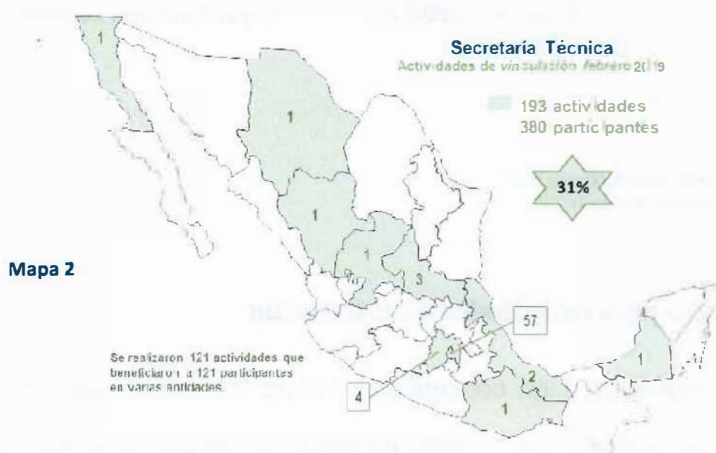 Secretaría Técnica
Actividades de vinculación febrero 2019
193 actividades
380 participantes
31%
1
1
1
1
3
Mapa 2
57
1
Se realizaron 121 actividades que
beneficiaron a 121 participantes
en varias entidades.
4
2
1